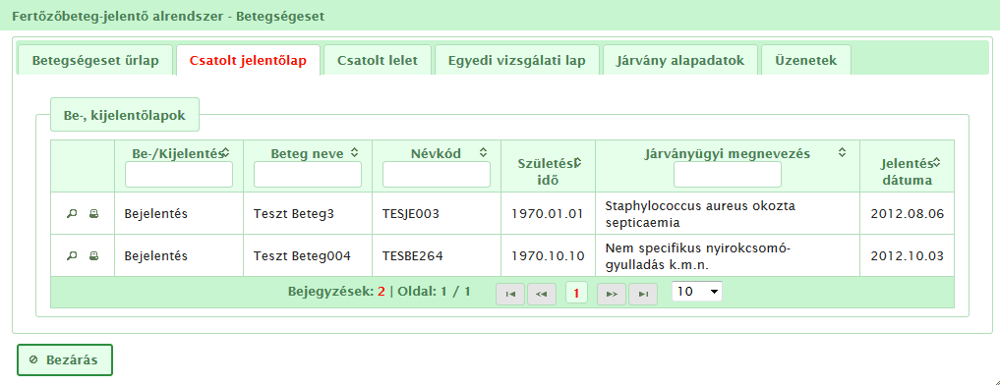 Fertőzőbeteg-jelentő alrendszer - Betegségeset
Betegségeset űrlap Csatolt jelentőlap Csatolt lelet Egyedi vizsgálati lap Járvány alapadatok Üzenetek
Be-, kijelentőlapok
Be-/Kijelentés Beteg neve Névkód Születési idő Járványügyi megnevezés Jelentés dátuma
Bejelentés Teszt Beteg3 TESJE003 1970.01.01 Staphylococcus aureus okozta septicaemia 2012.08.06
Bejelentés Teszt Beteg004 TESBE264 1970.10.10 Nem specifikus nyirokcsomó-gyulladás k.m.n. 2012.10.03
Bejegyzések: 2 | Oldal: 1 / 1 1 10
Bezárás